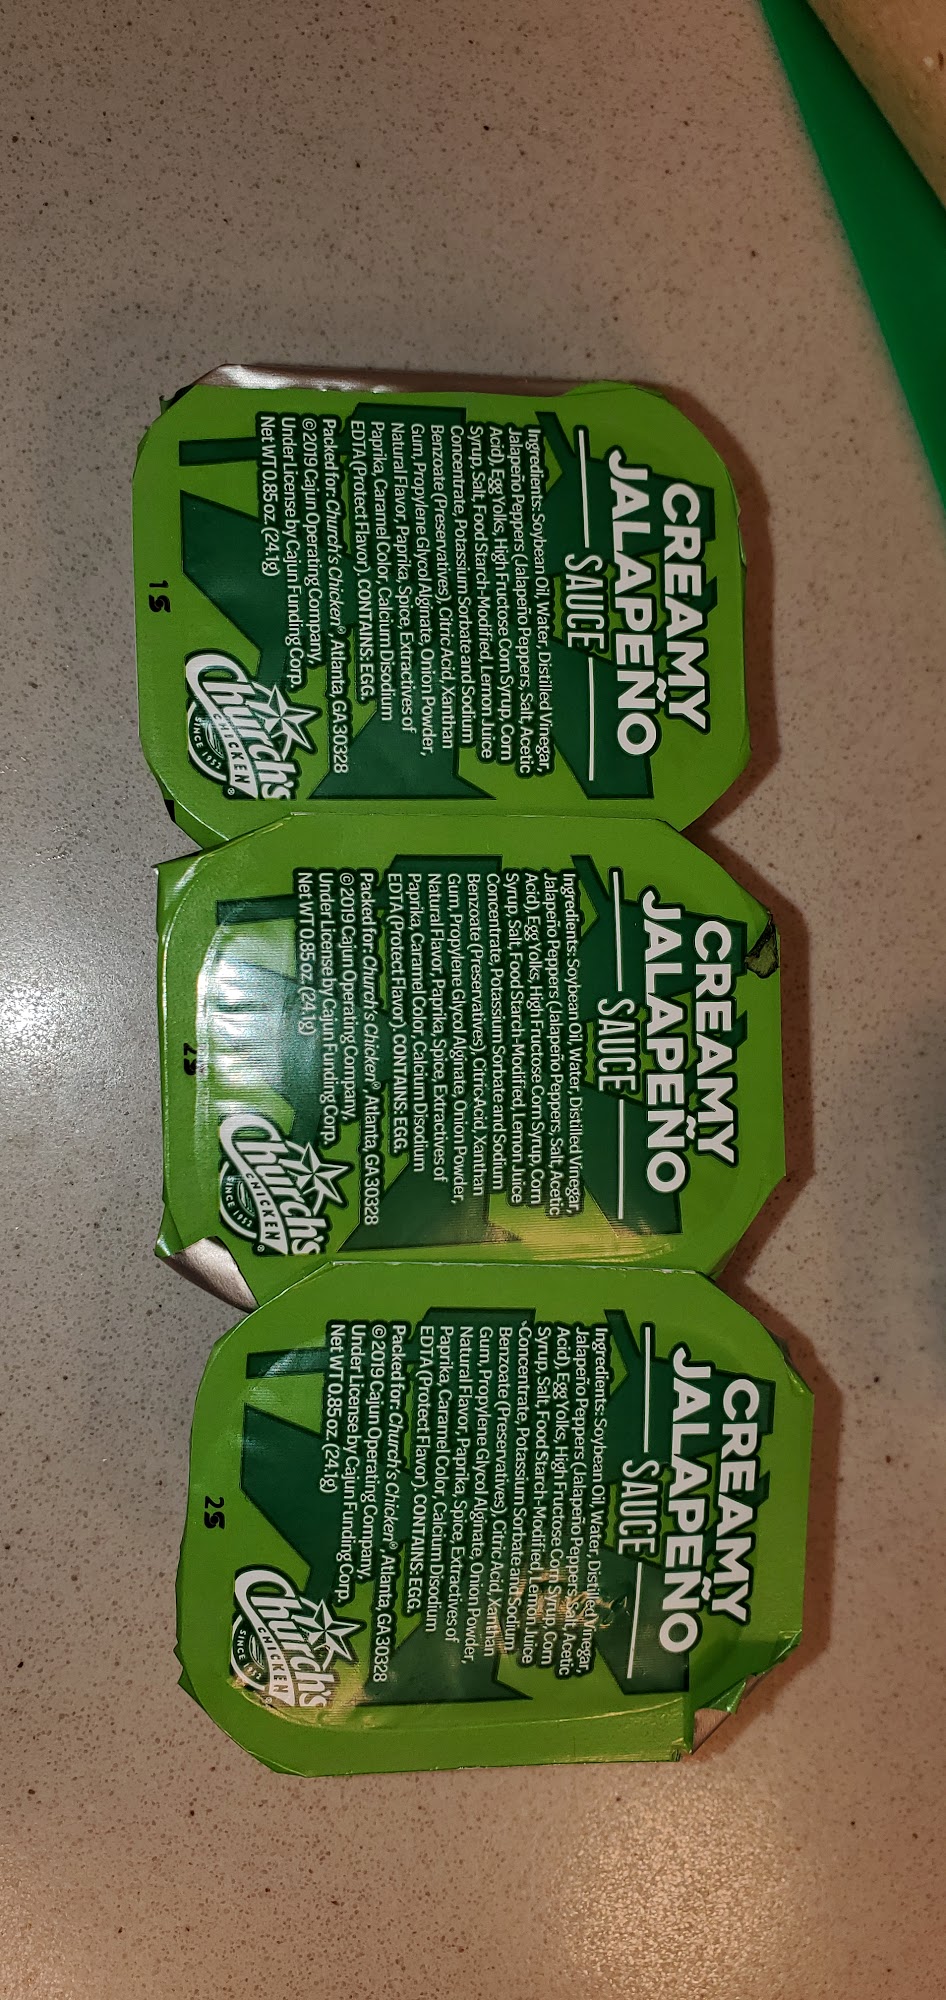 CREAMY
JALAPEÑO
SAUCE
Ingredients: Soybean Oil, Water, Distilled Vinegar,
Jalapeño Peppers (Jalapeño Peppers, Salt, Acetic
Acid), Egg Yolks, High Fructose Corn Syrup, Corn
Syrup, Salt, Food Starch-Modified, Lemon Juice
Concentrate, Potassium Sorbate and Sodium
Benzoate (Preservatives), Citric Acid, Xanthan
Gum, Propylene Glycol Alginate, Onion Powder,
Natural Flavor, Paprika, Spice, Extractives of
Paprika, Caramel Color, Calcium Disodium
EDTA (Protect Flavor). CONTAINS: EGG.
Packed for: Church's Chicken®, Atlanta, GA 30328
©2019 Cajun Operating Company,
Under License by Cajun Funding Corp.
Net WT 0.85 oz (24.1g)
Church's
CHICKEN®
SINCE 1952
1S
CREAMY
JALAPEÑO
SAUCE
Ingredients: Soybean Oil, Water, Distilled Vinegar,
Jalapeño Peppers (Jalapeño Peppers, Salt, Acetic
Acid), Egg Yolks, High Fructose Corn Syrup, Corn
Syrup, Salt, Food Starch-Modified, Lemon Juice
Concentrate, Potassium Sorbate and Sodium
Benzoate (Preservatives), Citric Acid, Xanthan
Gum, Propylene Glycol Alginate, Onion Powder,
Natural Flavor, Paprika, Spice, Extractives of
Paprika, Caramel Color, Calcium Disodium
EDTA (Protect Flavor). CONTAINS: EGG.
Packed for: Church's Chicken®, Atlanta, GA 30328
©2019 Cajun Operating Company,
Under License by Cajun Funding Corp.
Net WT 0.85 oz (24.1g)
Church's
CHICKEN®
SINCE 1952
2S
CREAMY
JALAPEÑO
SAUCE
Ingredients: Soybean Oil, Water, Distilled Vinegar,
Jalapeño Peppers (Jalapeño Peppers, Salt, Acetic
Acid), Egg Yolks, High Fructose Corn Syrup, Corn
Syrup, Salt, Food Starch-Modified, Lemon Juice
Concentrate, Potassium Sorbate and Sodium
Benzoate (Preservatives), Citric Acid, Xanthan
Gum, Propylene Glycol Alginate, Onion Powder,
Natural Flavor, Paprika, Spice, Extractives of
Paprika, Caramel Color, Calcium Disodium
EDTA (Protect Flavor). CONTAINS: EGG.
Packed for: Church's Chicken®, Atlanta, GA 30328
©2019 Cajun Operating Company,
Under License by Cajun Funding Corp.
Net WT 0.85 oz (24.1g)
Church's
CHICKEN®
SINCE 1952
2S